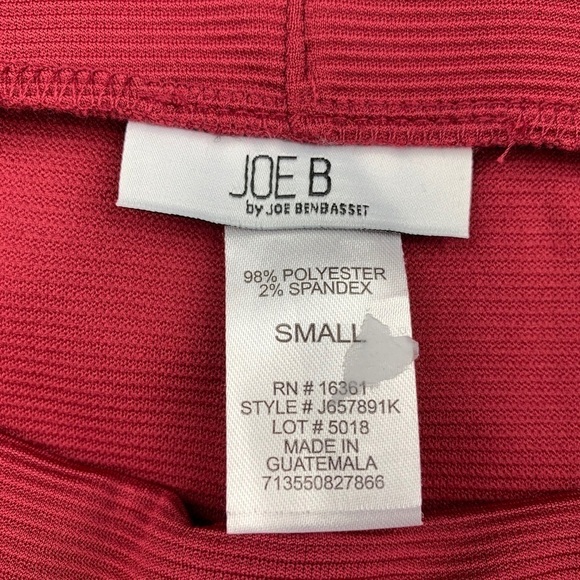 JOE B
by JOE BENBASSET
98% POLYESTER
2% SPANDEX
SMALL
RN # 16361
STYLE # J657891K
LOT # 5018
MADE IN
GUATEMALA
713550827866